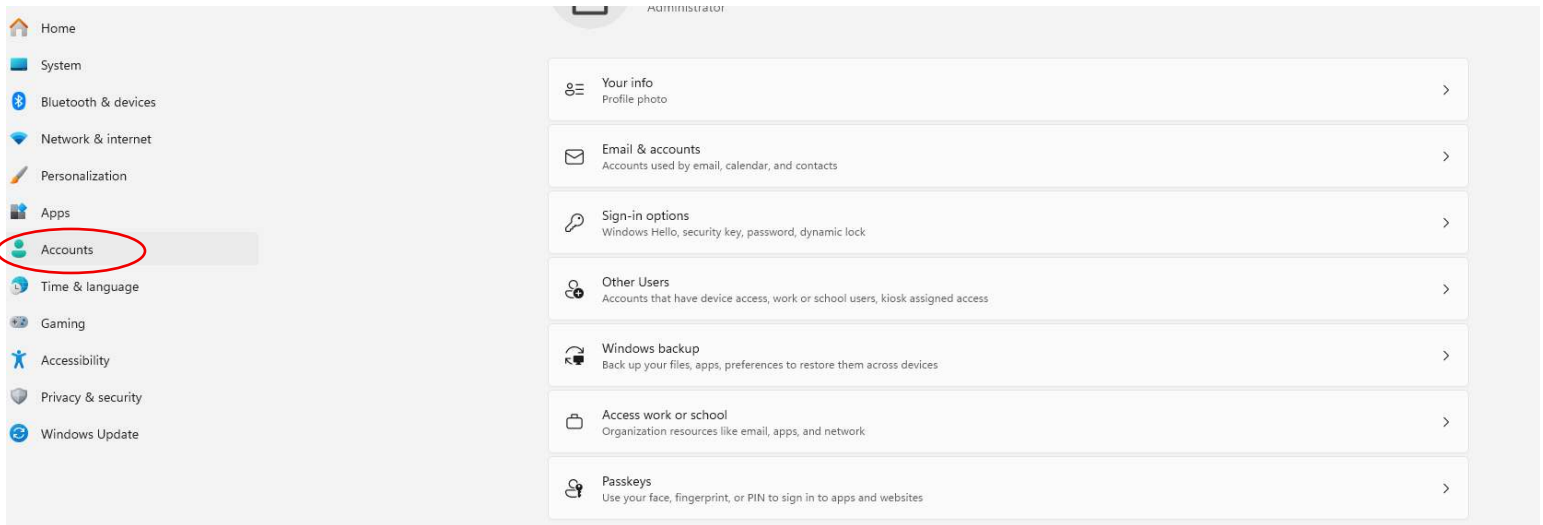 Administrator
Home
System
Bluetooth & devices
Network & internet
Personalization
Apps
Accounts
Time & language
Gaming
Accessibility
Privacy & security
Windows Update
Your info
Profile photo
Email & accounts
Accounts used by email, calendar, and contacts
Sign-in options
Windows Hello, security key, password, dynamic lock
Other Users
Accounts that have device access, work or school users, kiosk assigned access
Windows backup
Back up your files, apps, preferences to restore them across devices
Access work or school
Organization resources like email, apps, and network
Passkeys
Use your face, fingerprint, or PIN to sign in to apps and websites